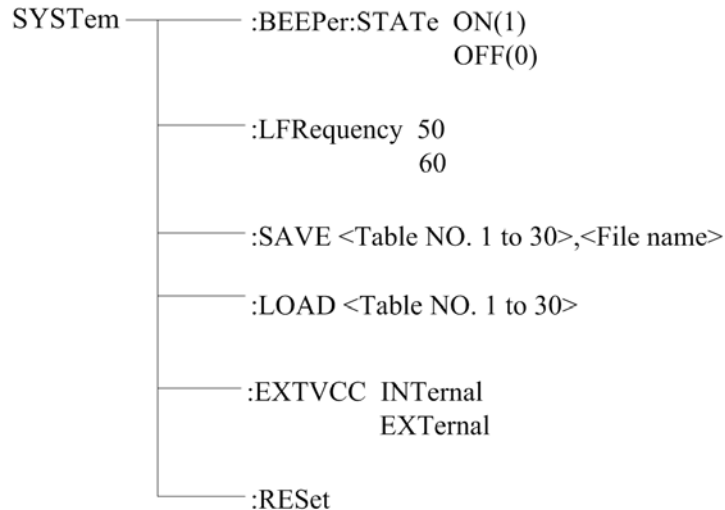 SYSTem :BEEPer:STATe ON(1)
OFF(0)
:LFRequency 50
60
:SAVE <Table NO. 1 to 30>,<File name>
:LOAD <Table NO. 1 to 30>
:EXTVCC INTernal
EXTernal
:RESet